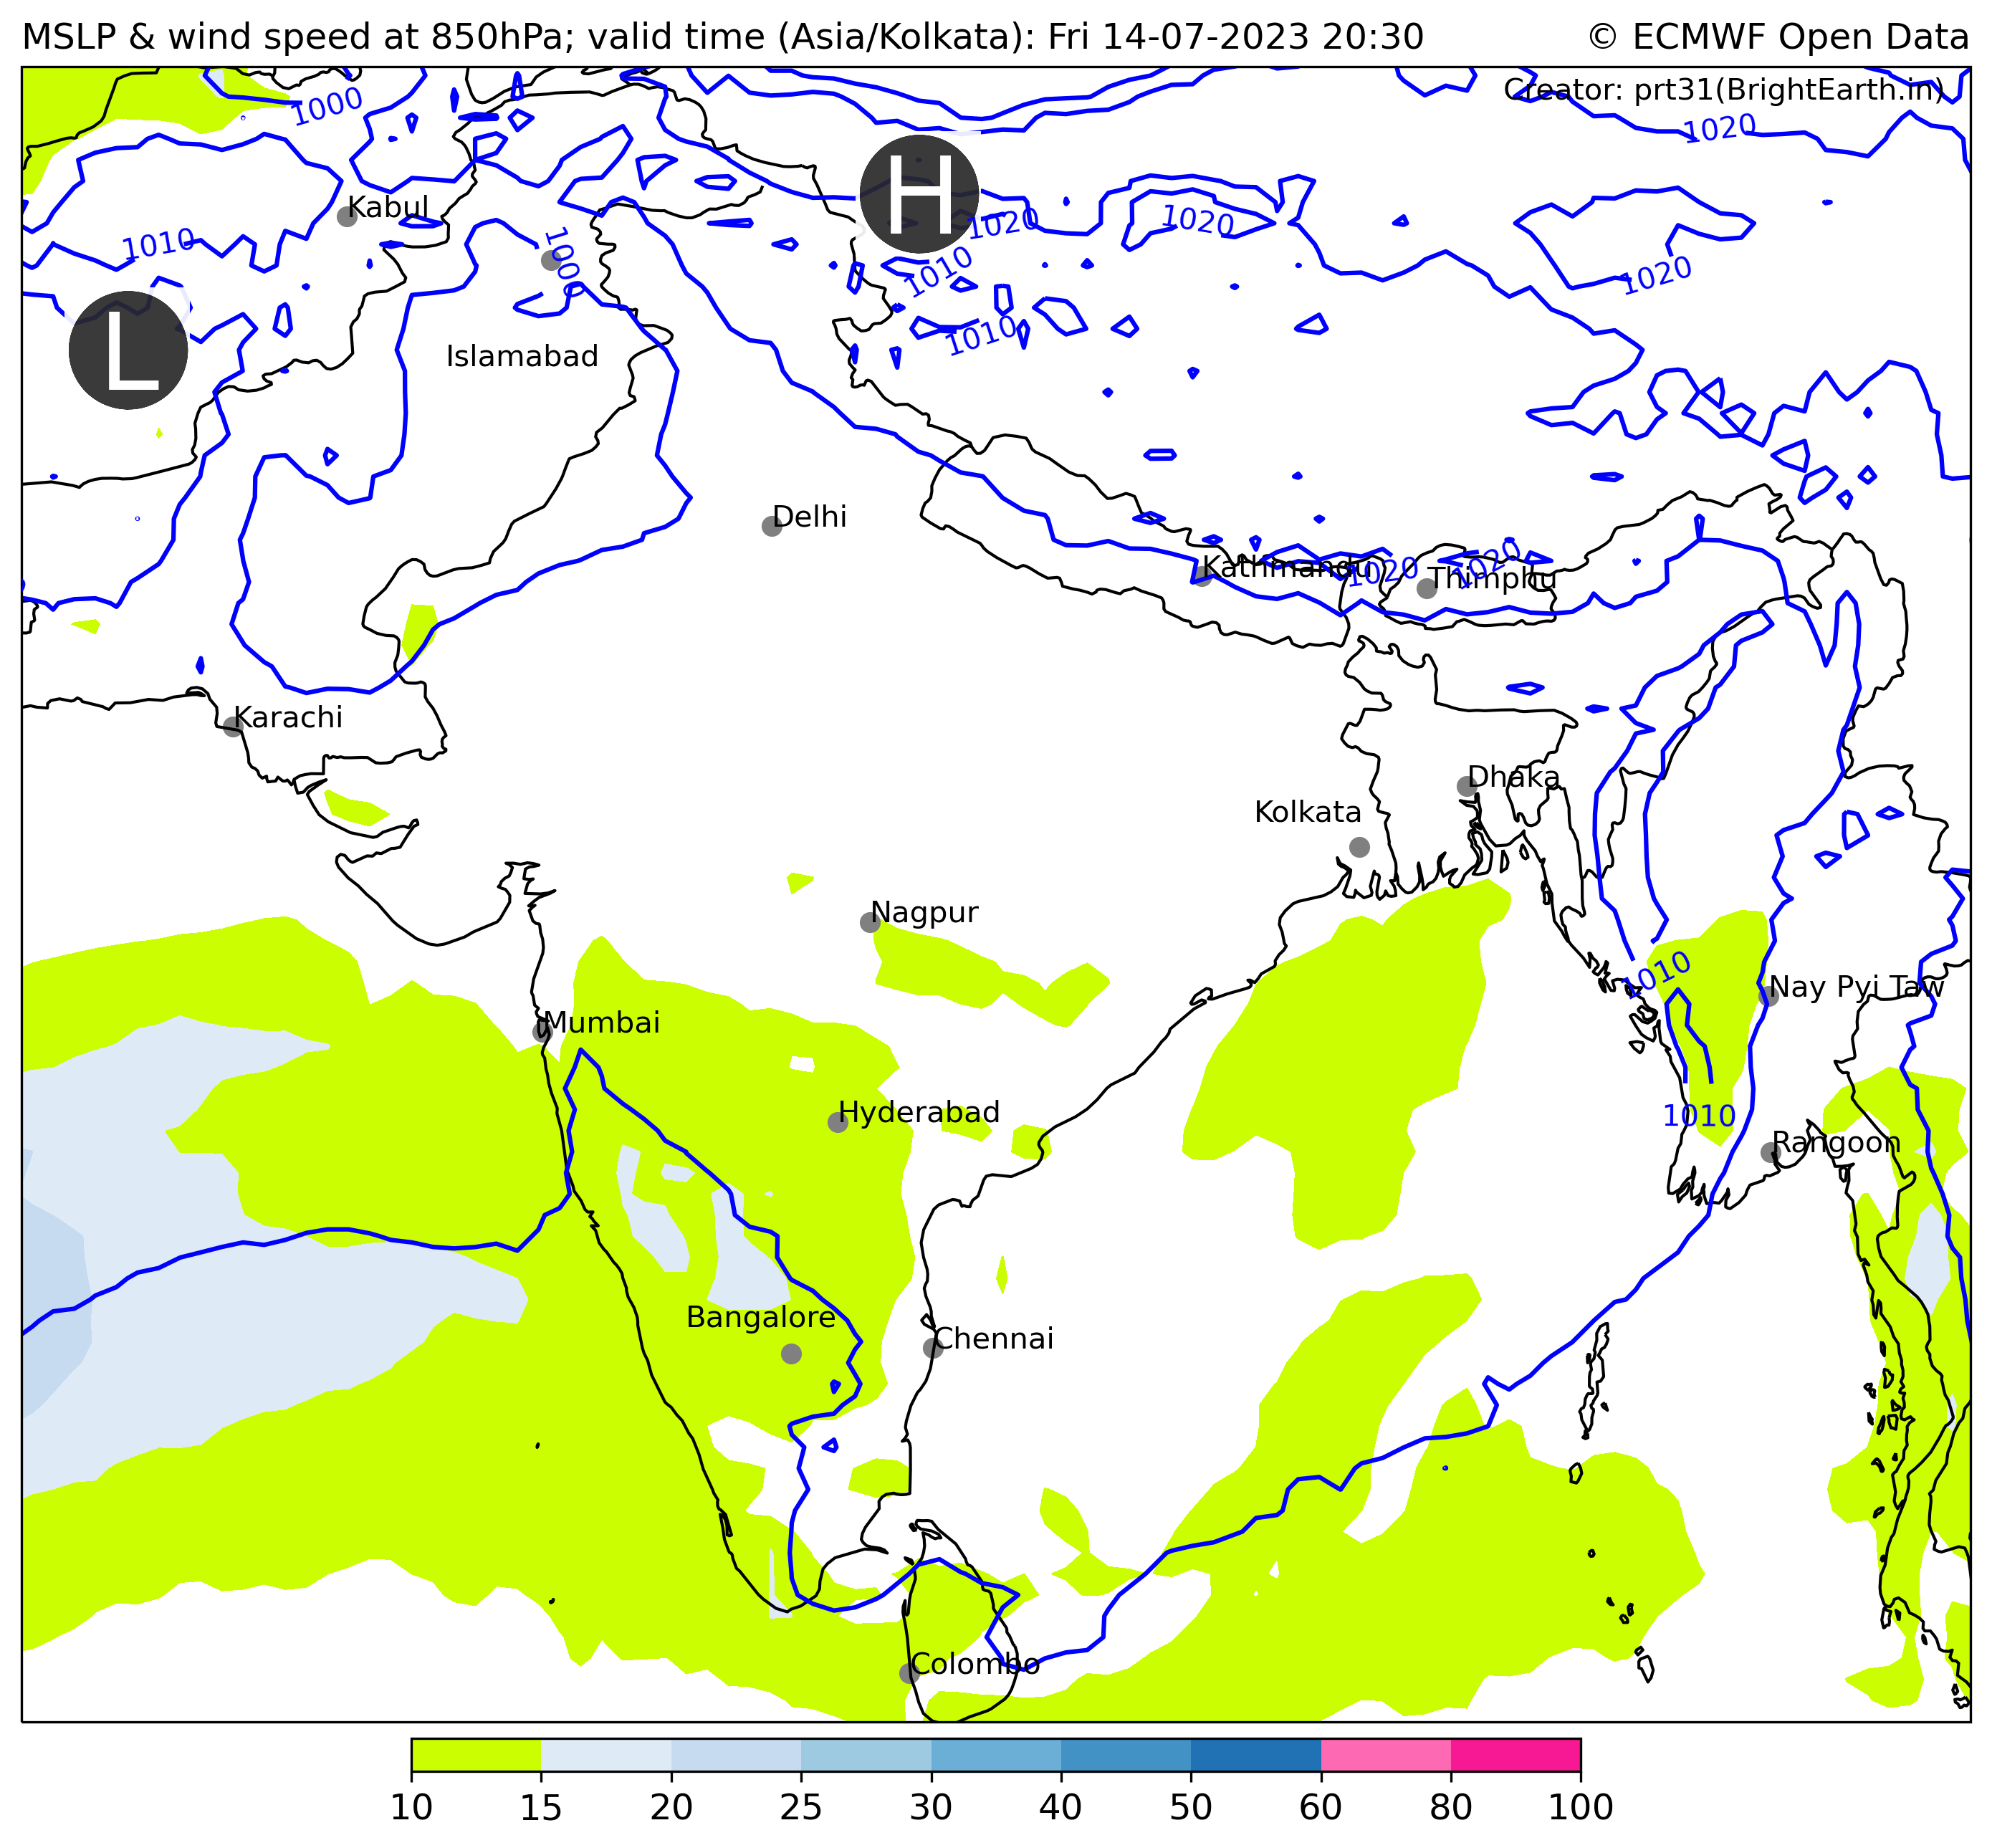 MSLP & wind speed at 850hPa; valid time (Asia/Kolkata): Fri 14-07-2023 20:30
© ECMWF Open Data
Creator: prt31(BrightEarth.in)
1000
1020
H
Kabul
1020
1020
1010
1000
1010
1020
L
1010
Islamabad
Delhi
Kathmandu
1020
1020
Thimphu
Karachi
Dhaka
Kolkata
Nagpur
1010
Nay Pyi Taw
Mumbai
Hyderabad
1010
Rangoon
Bangalore
Chennai
Colombo
10 15 20 25 30 40 50 60 80 100